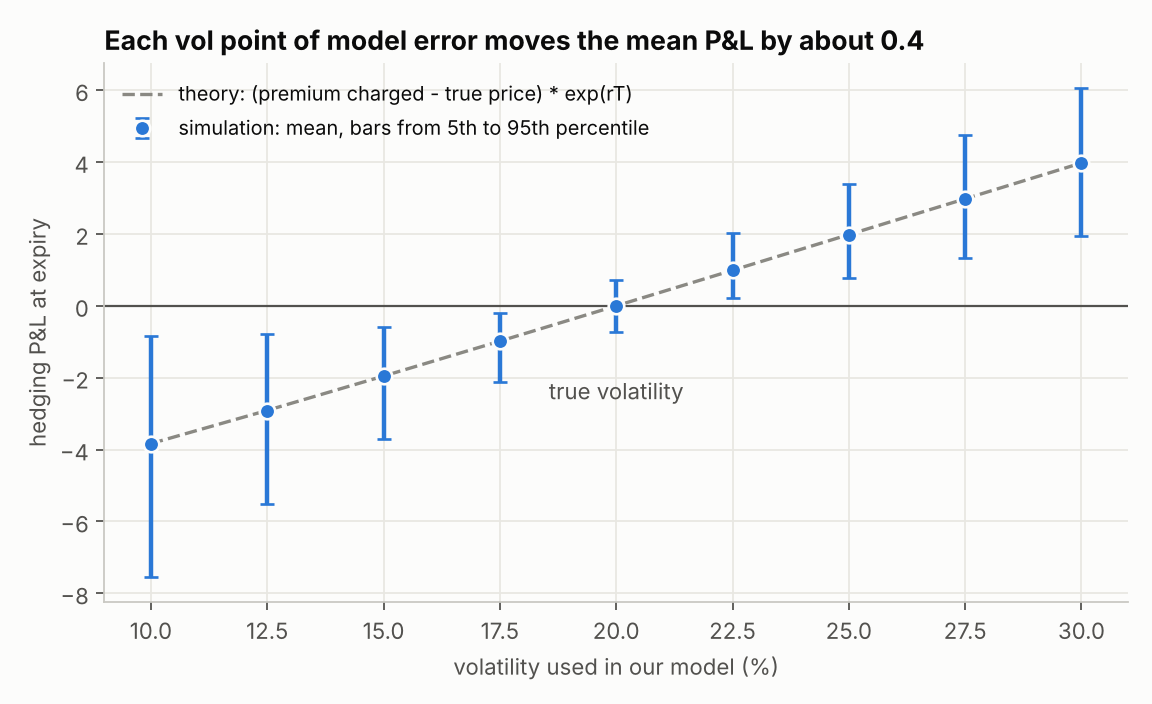 Each vol point of model error moves the mean P&L by about 0.4
theory: (premium charged - true price) * exp(rT)
simulation: mean, bars from 5th to 95th percentile
hedging P&L at expiry
6
4
2
0
−2
−4
−6
−8
true volatility
10.0 12.5 15.0 17.5 20.0 22.5 25.0 27.5 30.0
volatility used in our model (%)